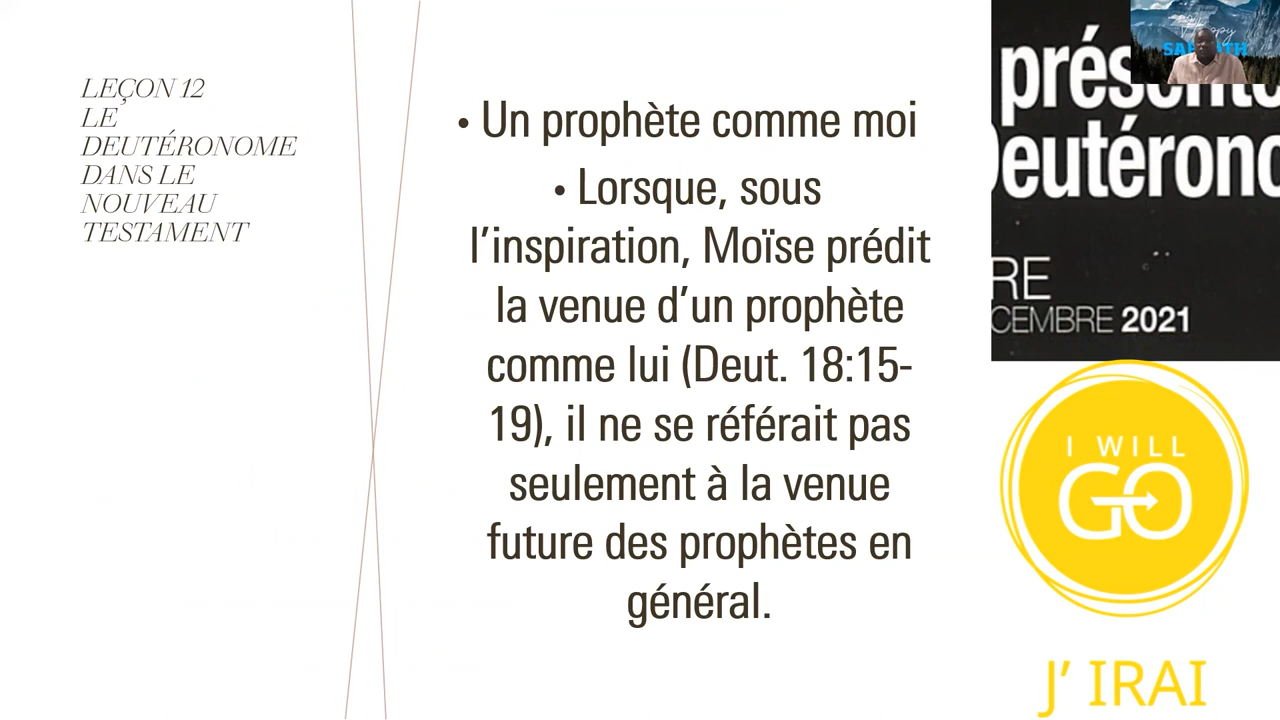 LEÇON 12
LE
DEUTÉRONOME
DANS LE
NOUVEAU
TESTAMENT
• Un prophète comme moi
• Lorsque, sous
l’inspiration, Moïse prédit
la venue d’un prophète
comme lui (Deut. 18:15-
19), il ne se référait pas
seulement à la venue
future des prophètes en
général.
RE
CEMBRE 2021
I WILL
GO
J’ IRAI